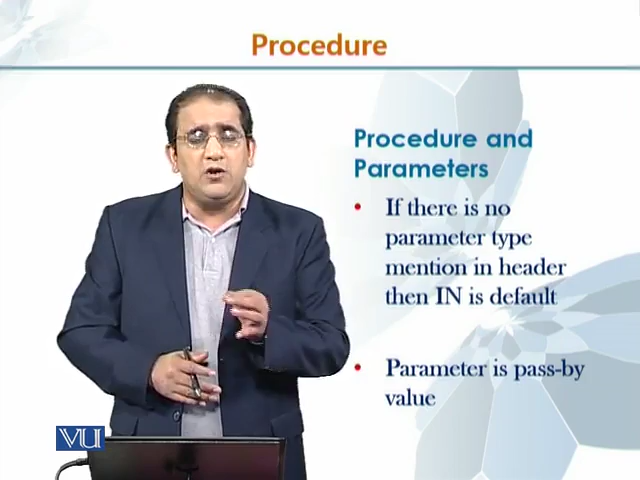 Procedure
Procedure and
Parameters
• If there is no
parameter type
mention in header
then IN is default
• Parameter is pass-by
value
VU